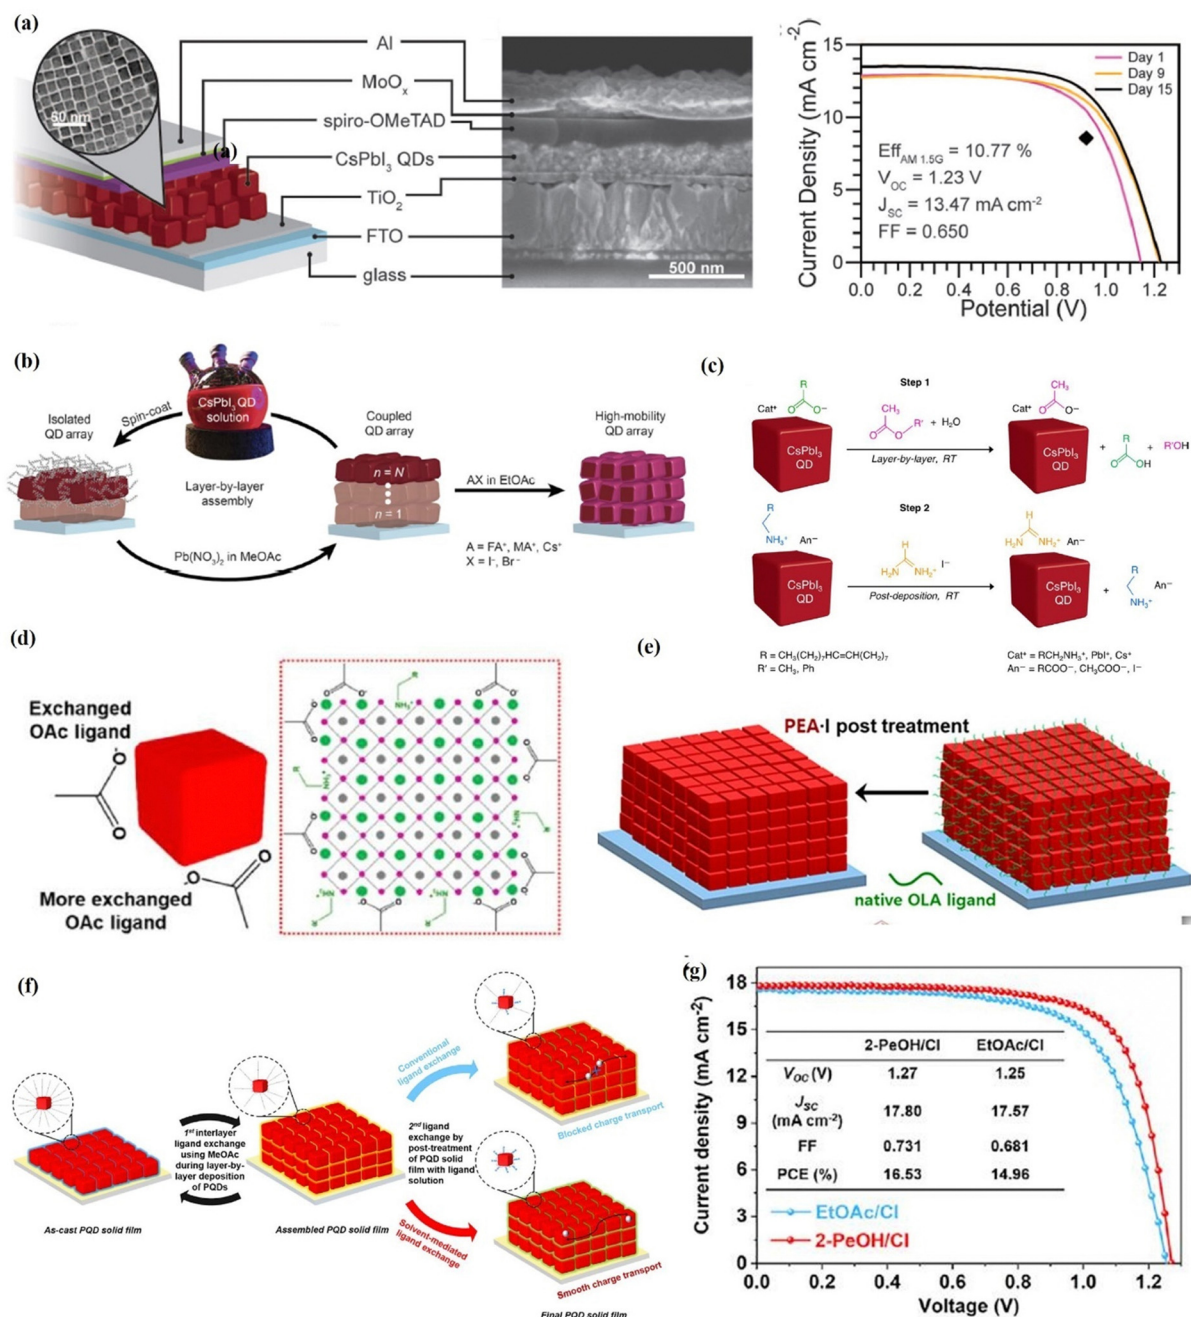 (a)
50 nm
(a)
Al
MoOₓ
spiro-OMeTAD
CsPbI₃ QDs
TiO₂
FTO
glass
500 nm
Current Density (mA cm⁻²)
15
10
5
0
0.0 0.2 0.4 0.6 0.8 1.0 1.2
Potential (V)
Day 1
Day 9
Day 15
Eff_AM 1.5G = 10.77 %
V_OC = 1.23 V
J_SC = 13.47 mA cm⁻²
FF = 0.650
(b)
CsPbI₃ QD
solution
Spin-coat
Isolated
QD array
Layer-by-layer
assembly
Pb(NO₃)₂ in MeOAc
Coupled
QD array
n = N
n = 1
AX in EtOAc
A = FA⁺, MA⁺, Cs⁺
X = I⁻, Br⁻
High-mobility
QD array
(c)
Step 1
R
Cat⁺ O O−
CsPbI₃
QD
CH₃
O O R' + H₂O
Layer-by-layer, RT
CH₃
Cat⁺ O O−
CsPbI₃
QD
+ R O OH + R'OH
Step 2
R
NH₃⁺ An⁻
CsPbI₃
QD
H
H₂N NH₂⁺ I⁻
Post-deposition, RT
H
H₂N NH₂⁺ An⁻
CsPbI₃
QD
+ R NH₃⁺ An⁻
R = CH₃(CH₂)₇HC=CH(CH₂)₇
R' = CH₃, Ph
Cat⁺ = RCH₂NH₃⁺, PbI⁺, Cs⁺
An⁻ = RCOO⁻, CH₃COO⁻, I⁻
(d)
Exchanged
OAc ligand
More exchanged
OAc ligand
(e)
PEA·I post treatment
native OLA ligand
(f)
As-cast PQD solid film
1st interlayer
ligand exchange
using MeOAc
during layer-by-
layer deposition
of PQDs
Assembled PQD solid film
Conventional
ligand exchange
2nd ligand
exchange by
post-treatment
of PQD solid
film with ligand
solution
Solvent-mediated
ligand exchange
Blocked charge transport
Smooth charge transport
Final PQD solid film
(g)
Current density (mA cm⁻²)
18
15
12
9
6
3
0
0.0 0.2 0.4 0.6 0.8 1.0 1.2
Voltage (V)
2-PeOH/Cl EtOAc/Cl
V_OC (V) 1.27 1.25
J_SC (mA cm⁻²) 17.80 17.57
FF 0.731 0.681
PCE (%) 16.53 14.96
EtOAc/Cl
2-PeOH/Cl